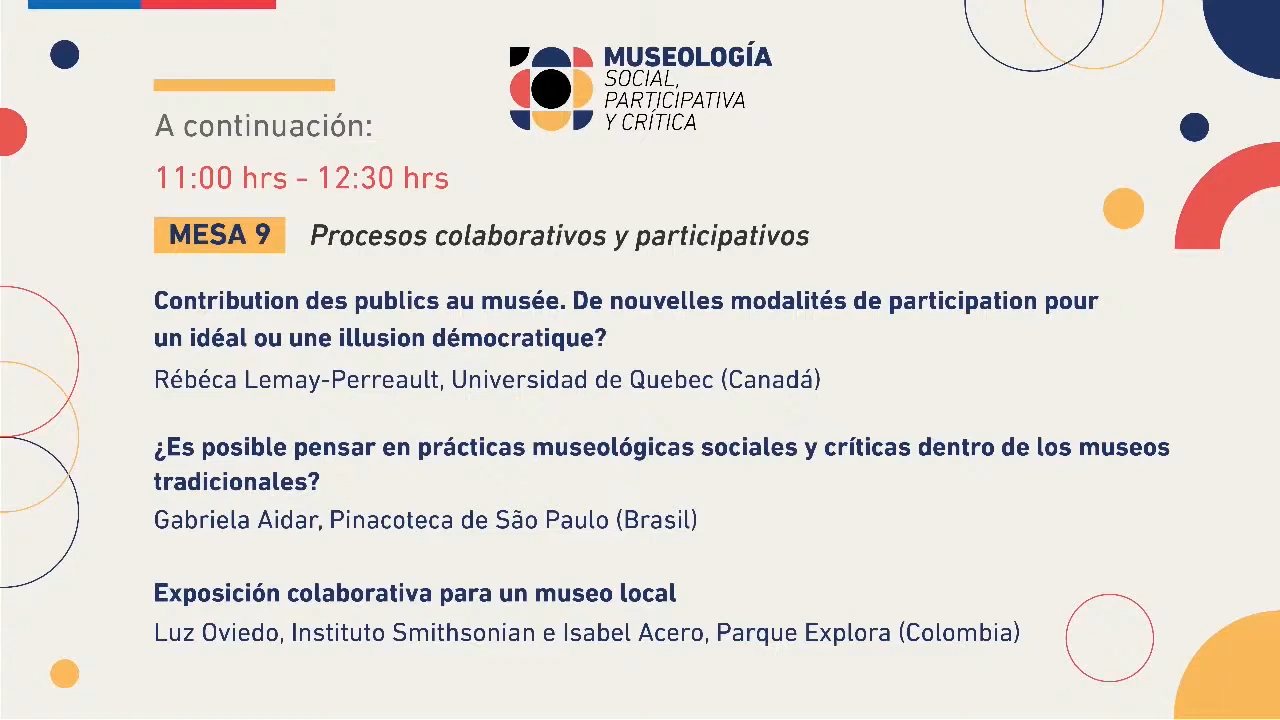 MUSEOLOGÍA
SOCIAL,
PARTICIPATIVA
Y CRÍTICA
A continuación:
11:00 hrs - 12:30 hrs
MESA 9 Procesos colaborativos y participativos
Contribution des publics au musée. De nouvelles modalités de participation pour
un idéal ou une illusion démocratique?
Rébéca Lemay-Perreault, Universidad de Quebec (Canadá)
¿Es posible pensar en prácticas museológicas sociales y críticas dentro de los museos
tradicionales?
Gabriela Aidar, Pinacoteca de São Paulo (Brasil)
Exposición colaborativa para un museo local
Luz Oviedo, Instituto Smithsonian e Isabel Acero, Parque Explora (Colombia)